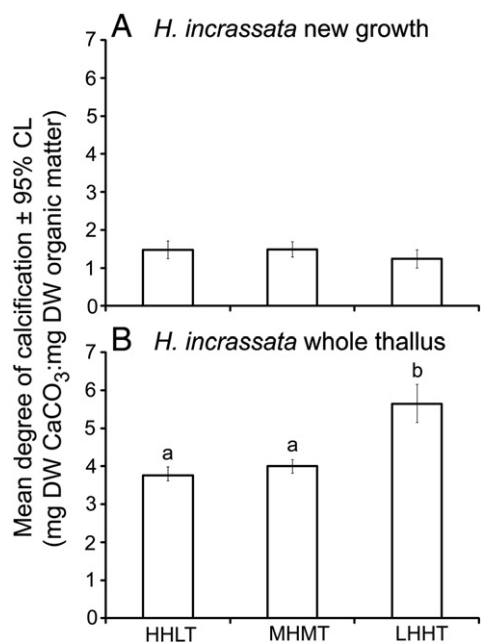 Mean degree of calcification ± 95% CL
(mg DW CaCO₃:mg DW organic matter)
A H. incrassata new growth
7
6
5
4
3
2
1
0
B H. incrassata whole thallus
7
6
5
4
3
2
1
0
a
a
b
HHLT MHMT LHHT